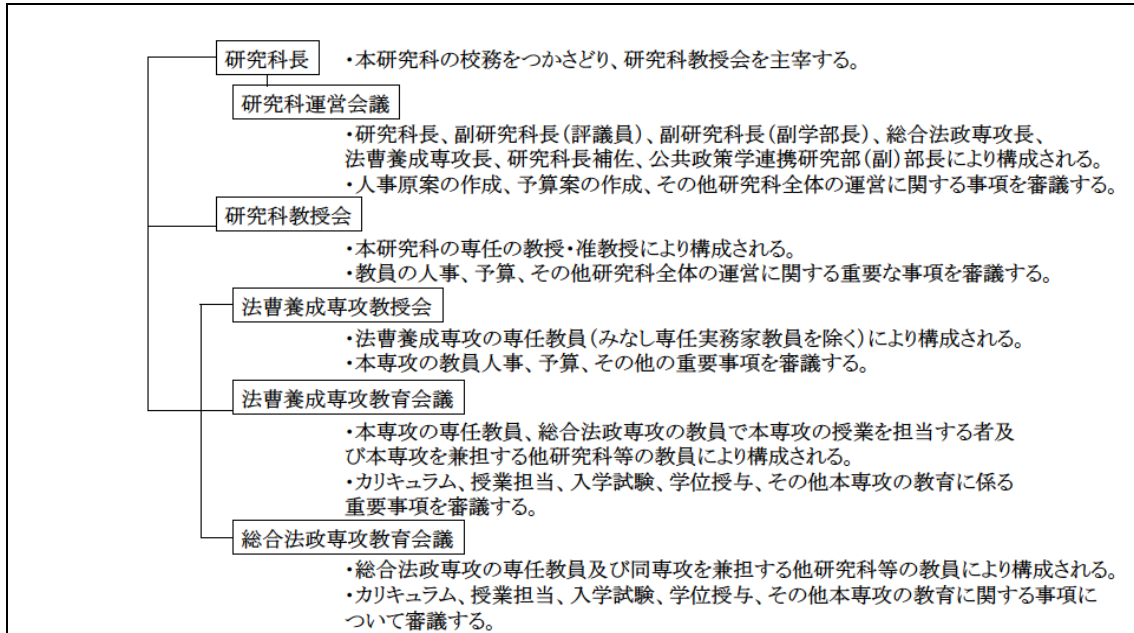 研究科長 ・本研究科の校務をつかさどり、研究科教授会を主宰する。
研究科運営会議
・研究科長、副研究科長(評議員)、副研究科長(副学部長)、総合法政専攻長、
法曹養成専攻長、研究科長補佐、公共政策学連携研究部(副)部長により構成される。
・人事原案の作成、予算案の作成、その他研究科全体の運営に関する事項を審議する。
研究科教授会
・本研究科の専任の教授・准教授により構成される。
・教員の人事、予算、その他研究科全体の運営に関する重要な事項を審議する。
法曹養成専攻教授会
・法曹養成専攻の専任教員(みなし専任実務家教員を除く)により構成される。
・本専攻の教員人事、予算、その他の重要事項を審議する。
法曹養成専攻教育会議
・本専攻の専任教員、総合法政専攻の教員で本専攻の授業を担当する者及
び本専攻を兼担する他研究科等の教員により構成される。
・カリキュラム、授業担当、入学試験、学位授与、その他本専攻の教育に係る
重要事項を審議する。
総合法政専攻教育会議
・総合法政専攻の専任教員及び同専攻を兼担する他研究科等の教員により構成される。
・カリキュラム、授業担当、入学試験、学位授与、その他本専攻の教育に関する事項に
ついて審議する。